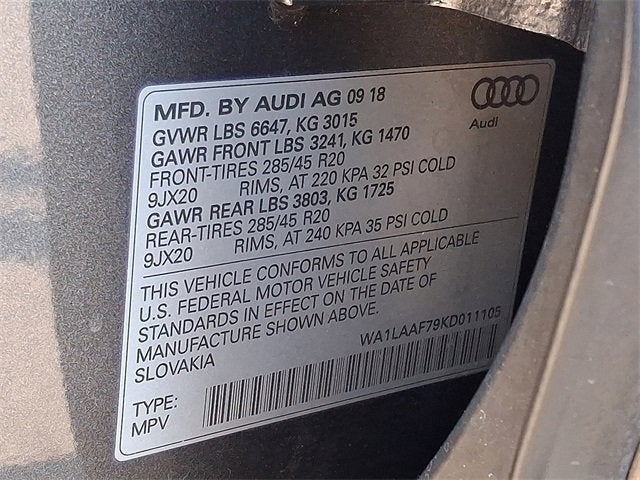 MFD. BY AUDI AG 09 18
GVWR LBS 6647, KG 3015
GAWR FRONT LBS 3241, KG 1470
FRONT-TIRES 285/45 R20
9JX20 RIMS, AT 220 KPA 32 PSI COLD
GAWR REAR LBS 3803, KG 1725
REAR-TIRES 285/45 R20
9JX20 RIMS, AT 240 KPA 35 PSI COLD
Audi
THIS VEHICLE CONFORMS TO ALL APPLICABLE
U.S. FEDERAL MOTOR VEHICLE SAFETY
STANDARDS IN EFFECT ON THE DATE OF
MANUFACTURE SHOWN ABOVE.
SLOVAKIA
WA1LAAF79KD011105
TYPE:
MPV